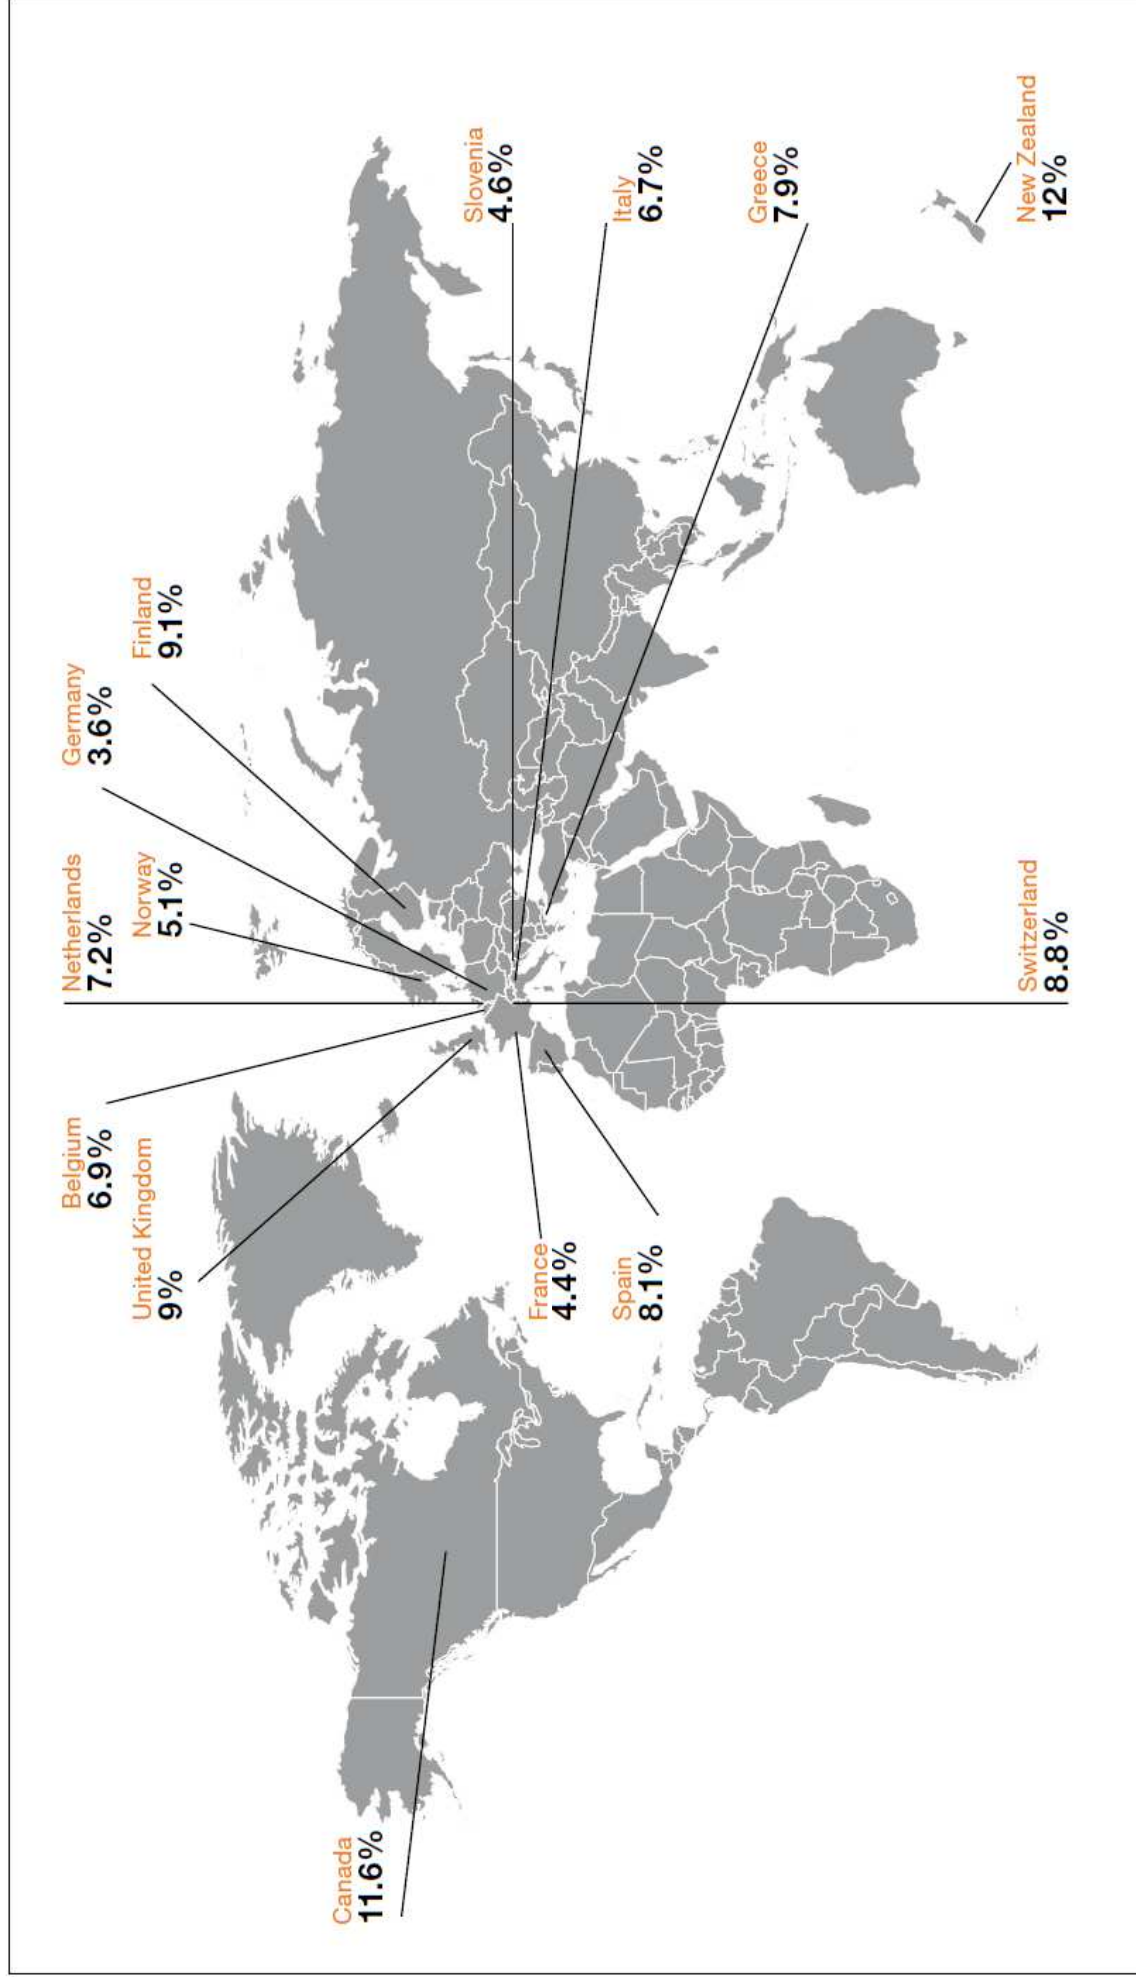 Netherlands
7.2%
Germany
3.6%
Belgium
6.9%
Norway
5.1%
Finland
9.1%
United Kingdom
9%
Canada
11.6%
Slovenia
4.6%
France
4.4%
Italy
6.7%
Spain
8.1%
Greece
7.9%
Switzerland
8.8%
New Zealand
12%